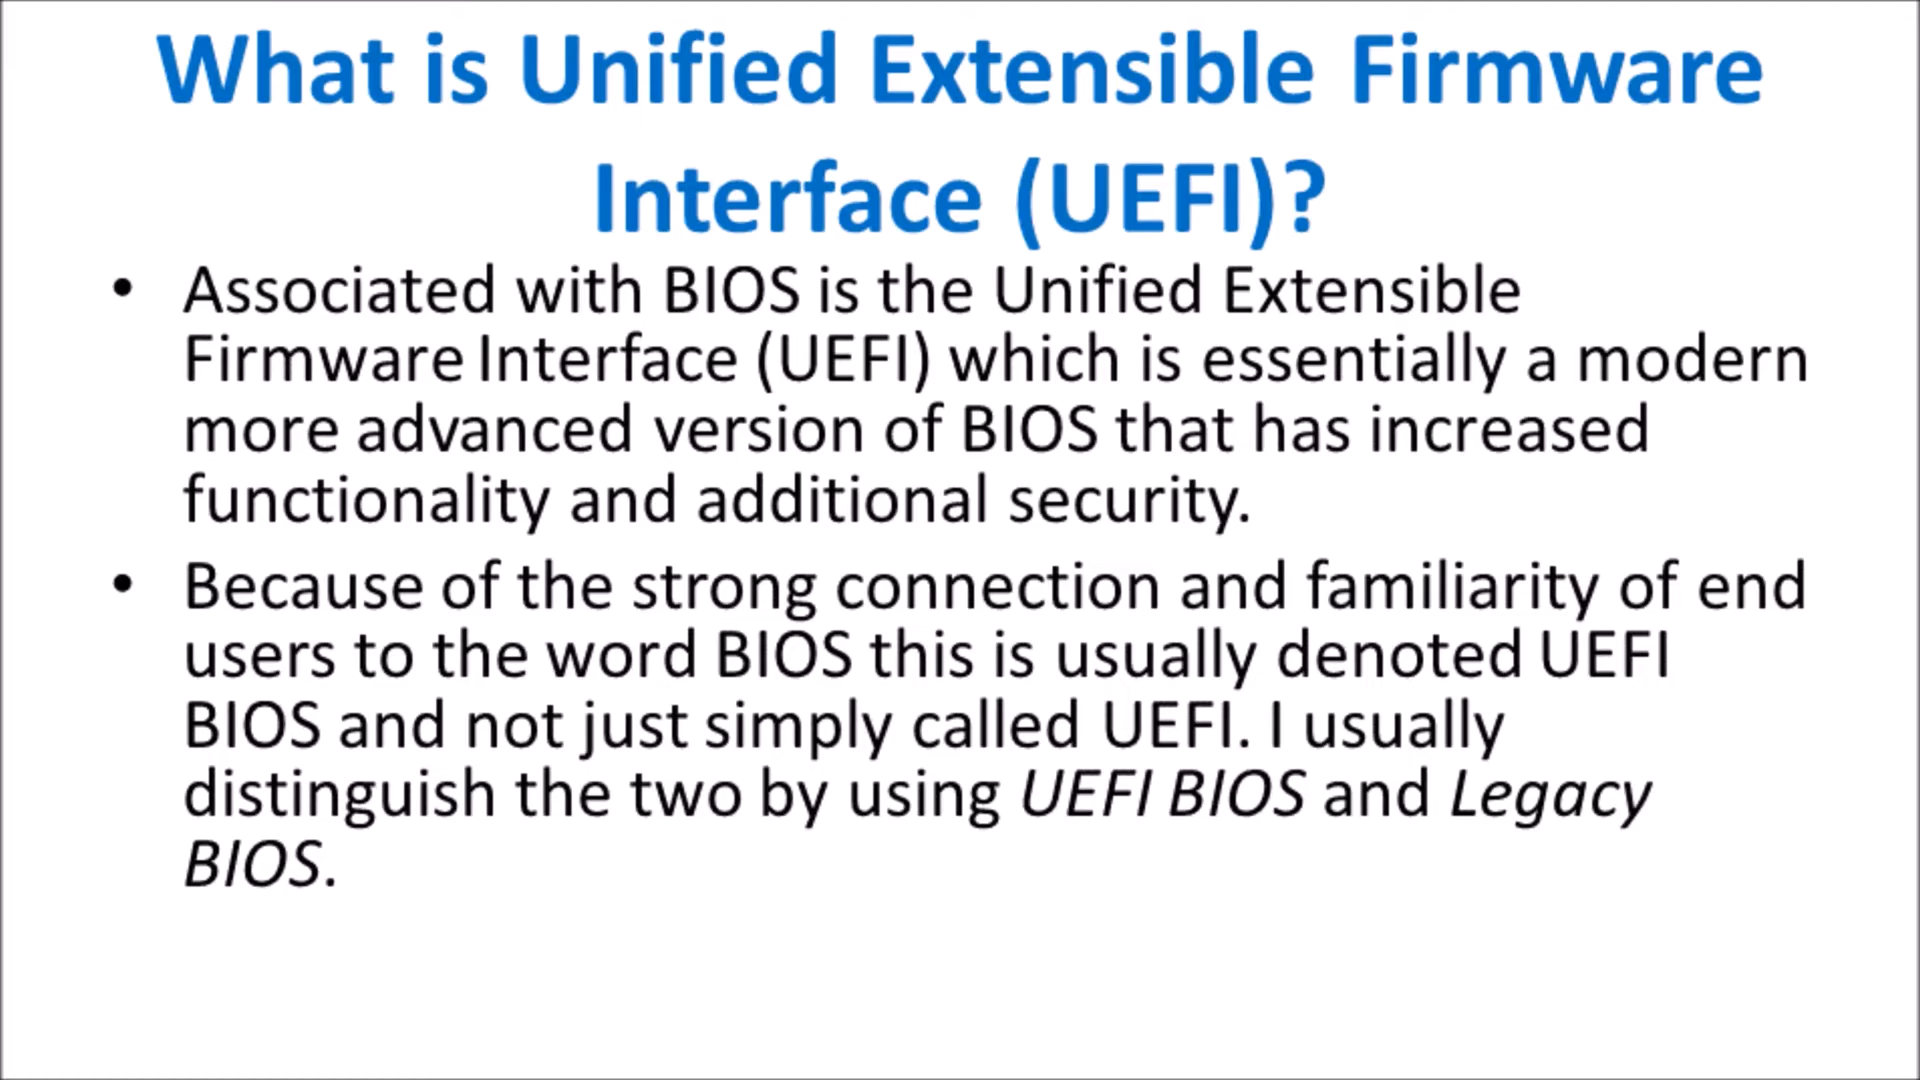 What is Unified Extensible Firmware
Interface (UEFI)?
• Associated with BIOS is the Unified Extensible
Firmware Interface (UEFI) which is essentially a modern
more advanced version of BIOS that has increased
functionality and additional security.
• Because of the strong connection and familiarity of end
users to the word BIOS this is usually denoted UEFI
BIOS and not just simply called UEFI. I usually
distinguish the two by using UEFI BIOS and Legacy
BIOS.